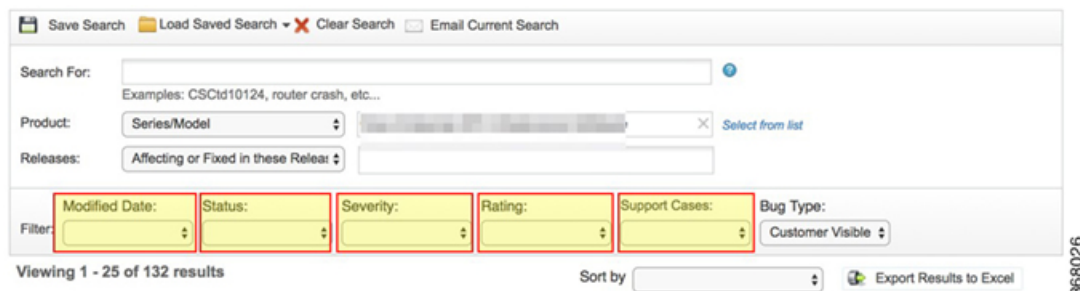 Save Search Load Saved Search Clear Search Email Current Search
Search For:
Examples: CSCtd10124, router crash, etc...
Product: Series/Model Select from list
Releases: Affecting or Fixed in these Releas
Modified Date: Status: Severity: Rating: Support Cases: Bug Type:
Filter: Customer Visible
Viewing 1 - 25 of 132 results Sort by Export Results to Excel
368026